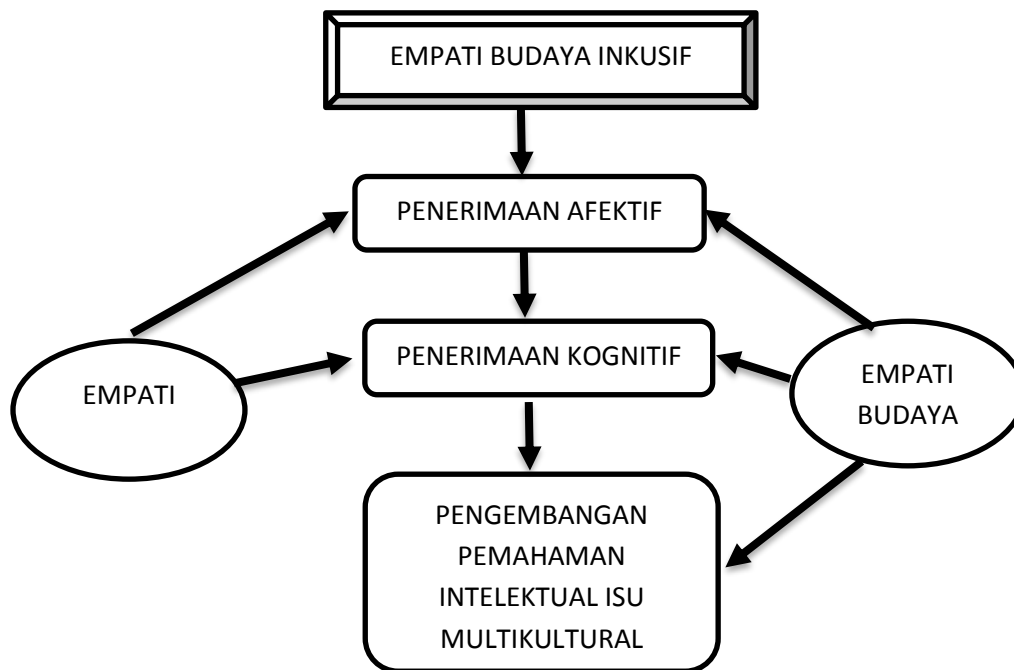 EMPATI BUDAYA INKUSIF
PENERIMAAN AFEKTIF
PENERIMAAN KOGNITIF
EMPATI
EMPATI
BUDAYA
PENGEMBANGAN
PEMAHAMAN
INTELEKTUAL ISU
MULTIKULTURAL